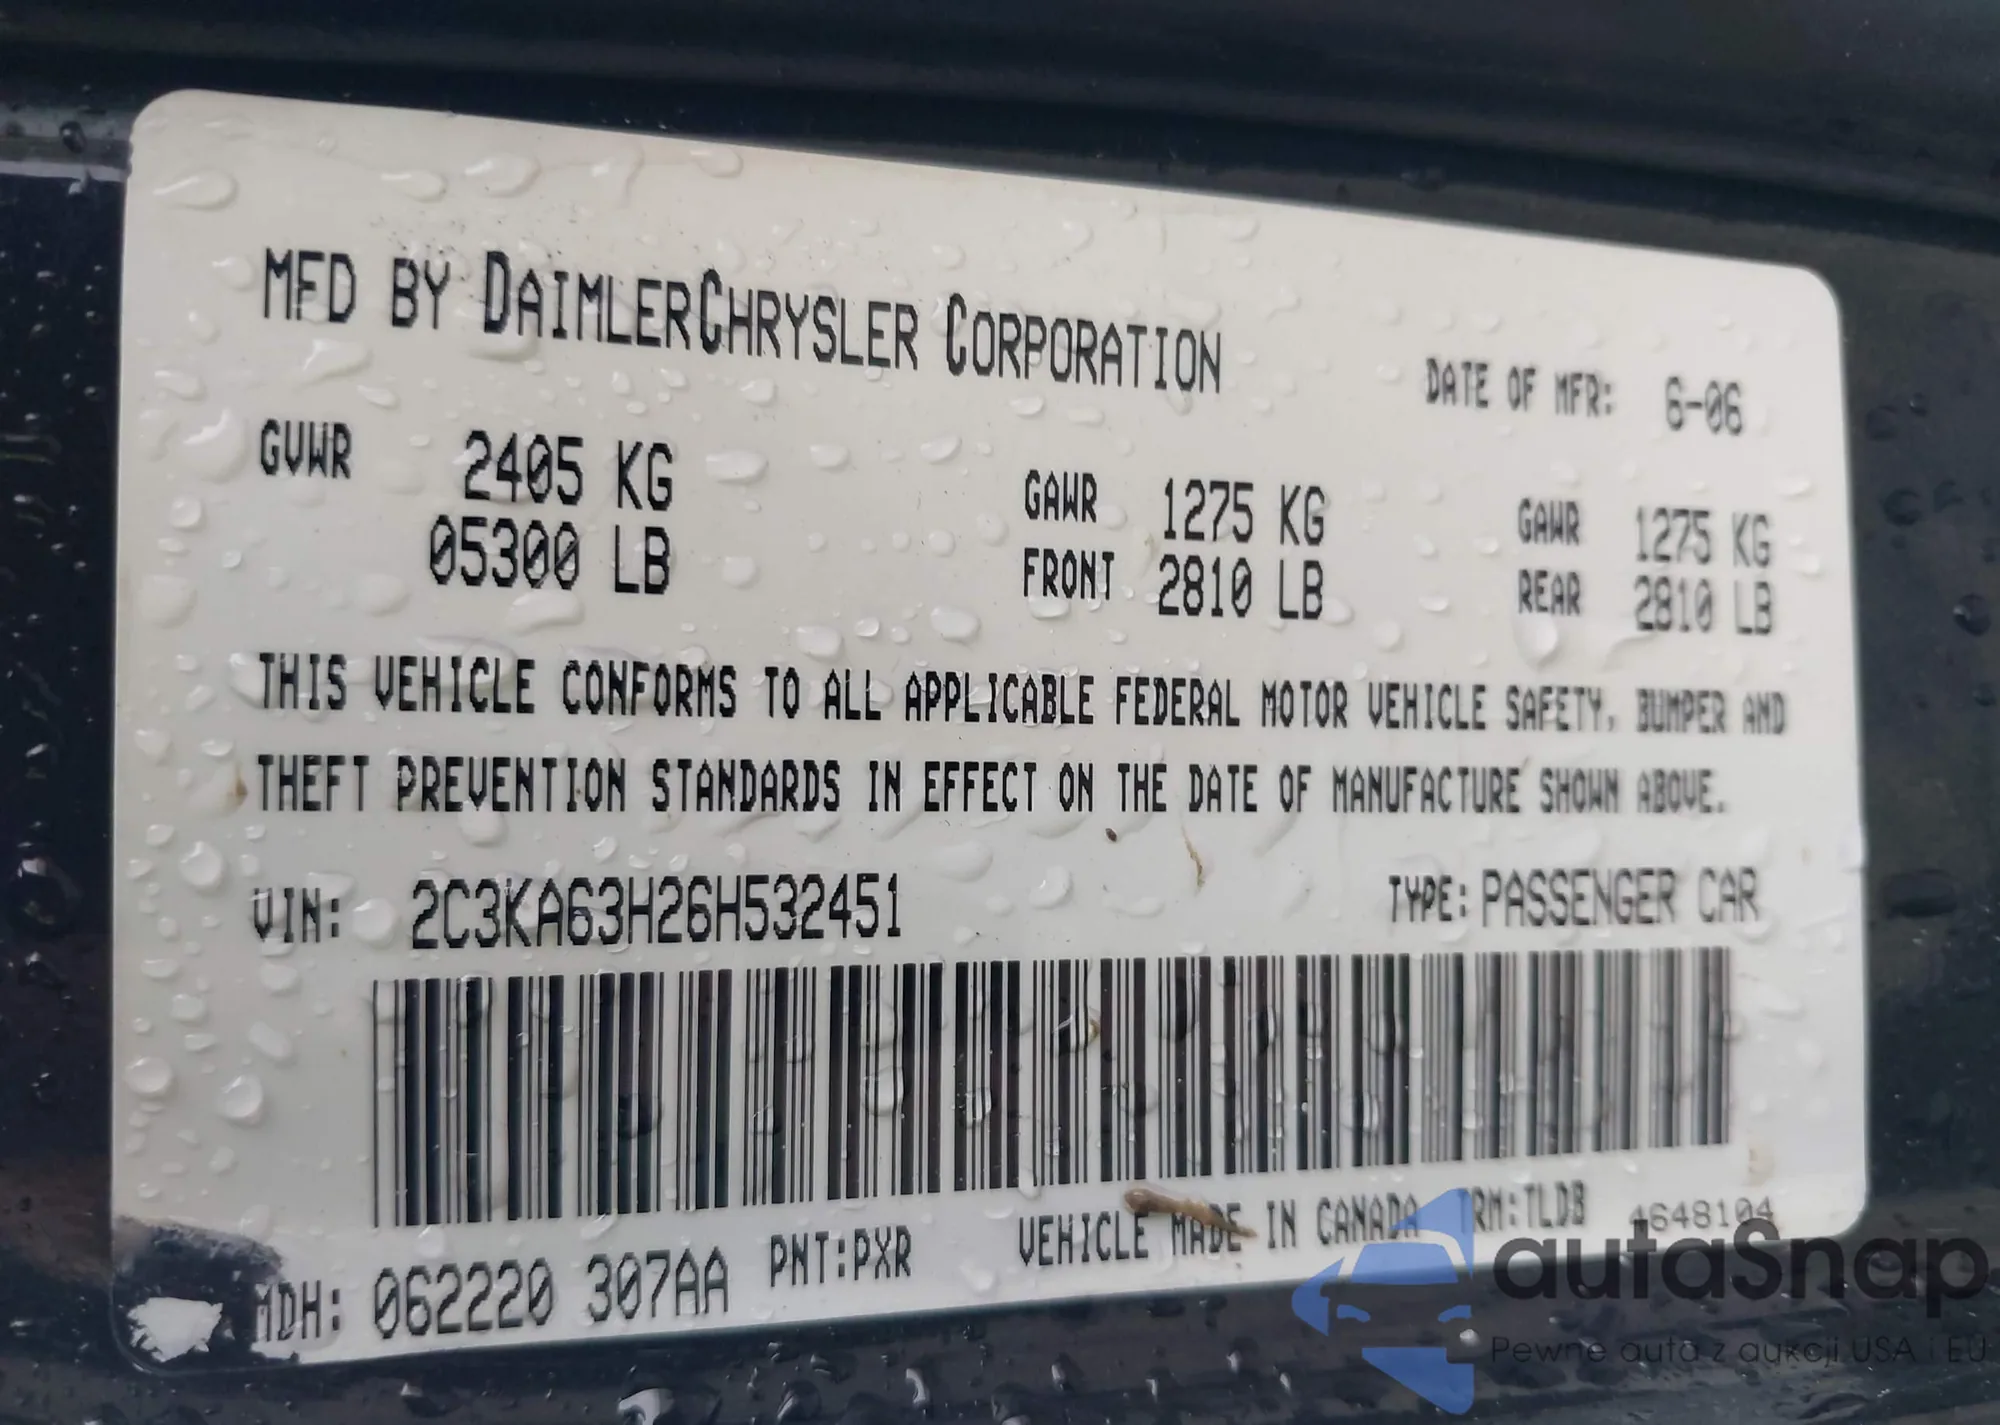 MFD BY DAIMLERCHRYSLER CORPORATION
DATE OF MFR: 6-06
GVWR 2405 KG
05300 LB
GAWR FRONT 1275 KG
2810 LB
GAWR REAR 1275 KG
2810 LB
THIS VEHICLE CONFORMS TO ALL APPLICABLE FEDERAL MOTOR VEHICLE SAFETY, BUMPER AND
THEFT PREVENTION STANDARDS IN EFFECT ON THE DATE OF MANUFACTURE SHOWN ABOVE.
VIN: 2C3KA63H26H532451 TYPE: PASSENGER CAR
MDH: 062220 307AA PNT:PXR VEHICLE MADE IN CANADA TRM:TLDB 4648104
autaSnap
Pewne auta z aukcji USA i EU